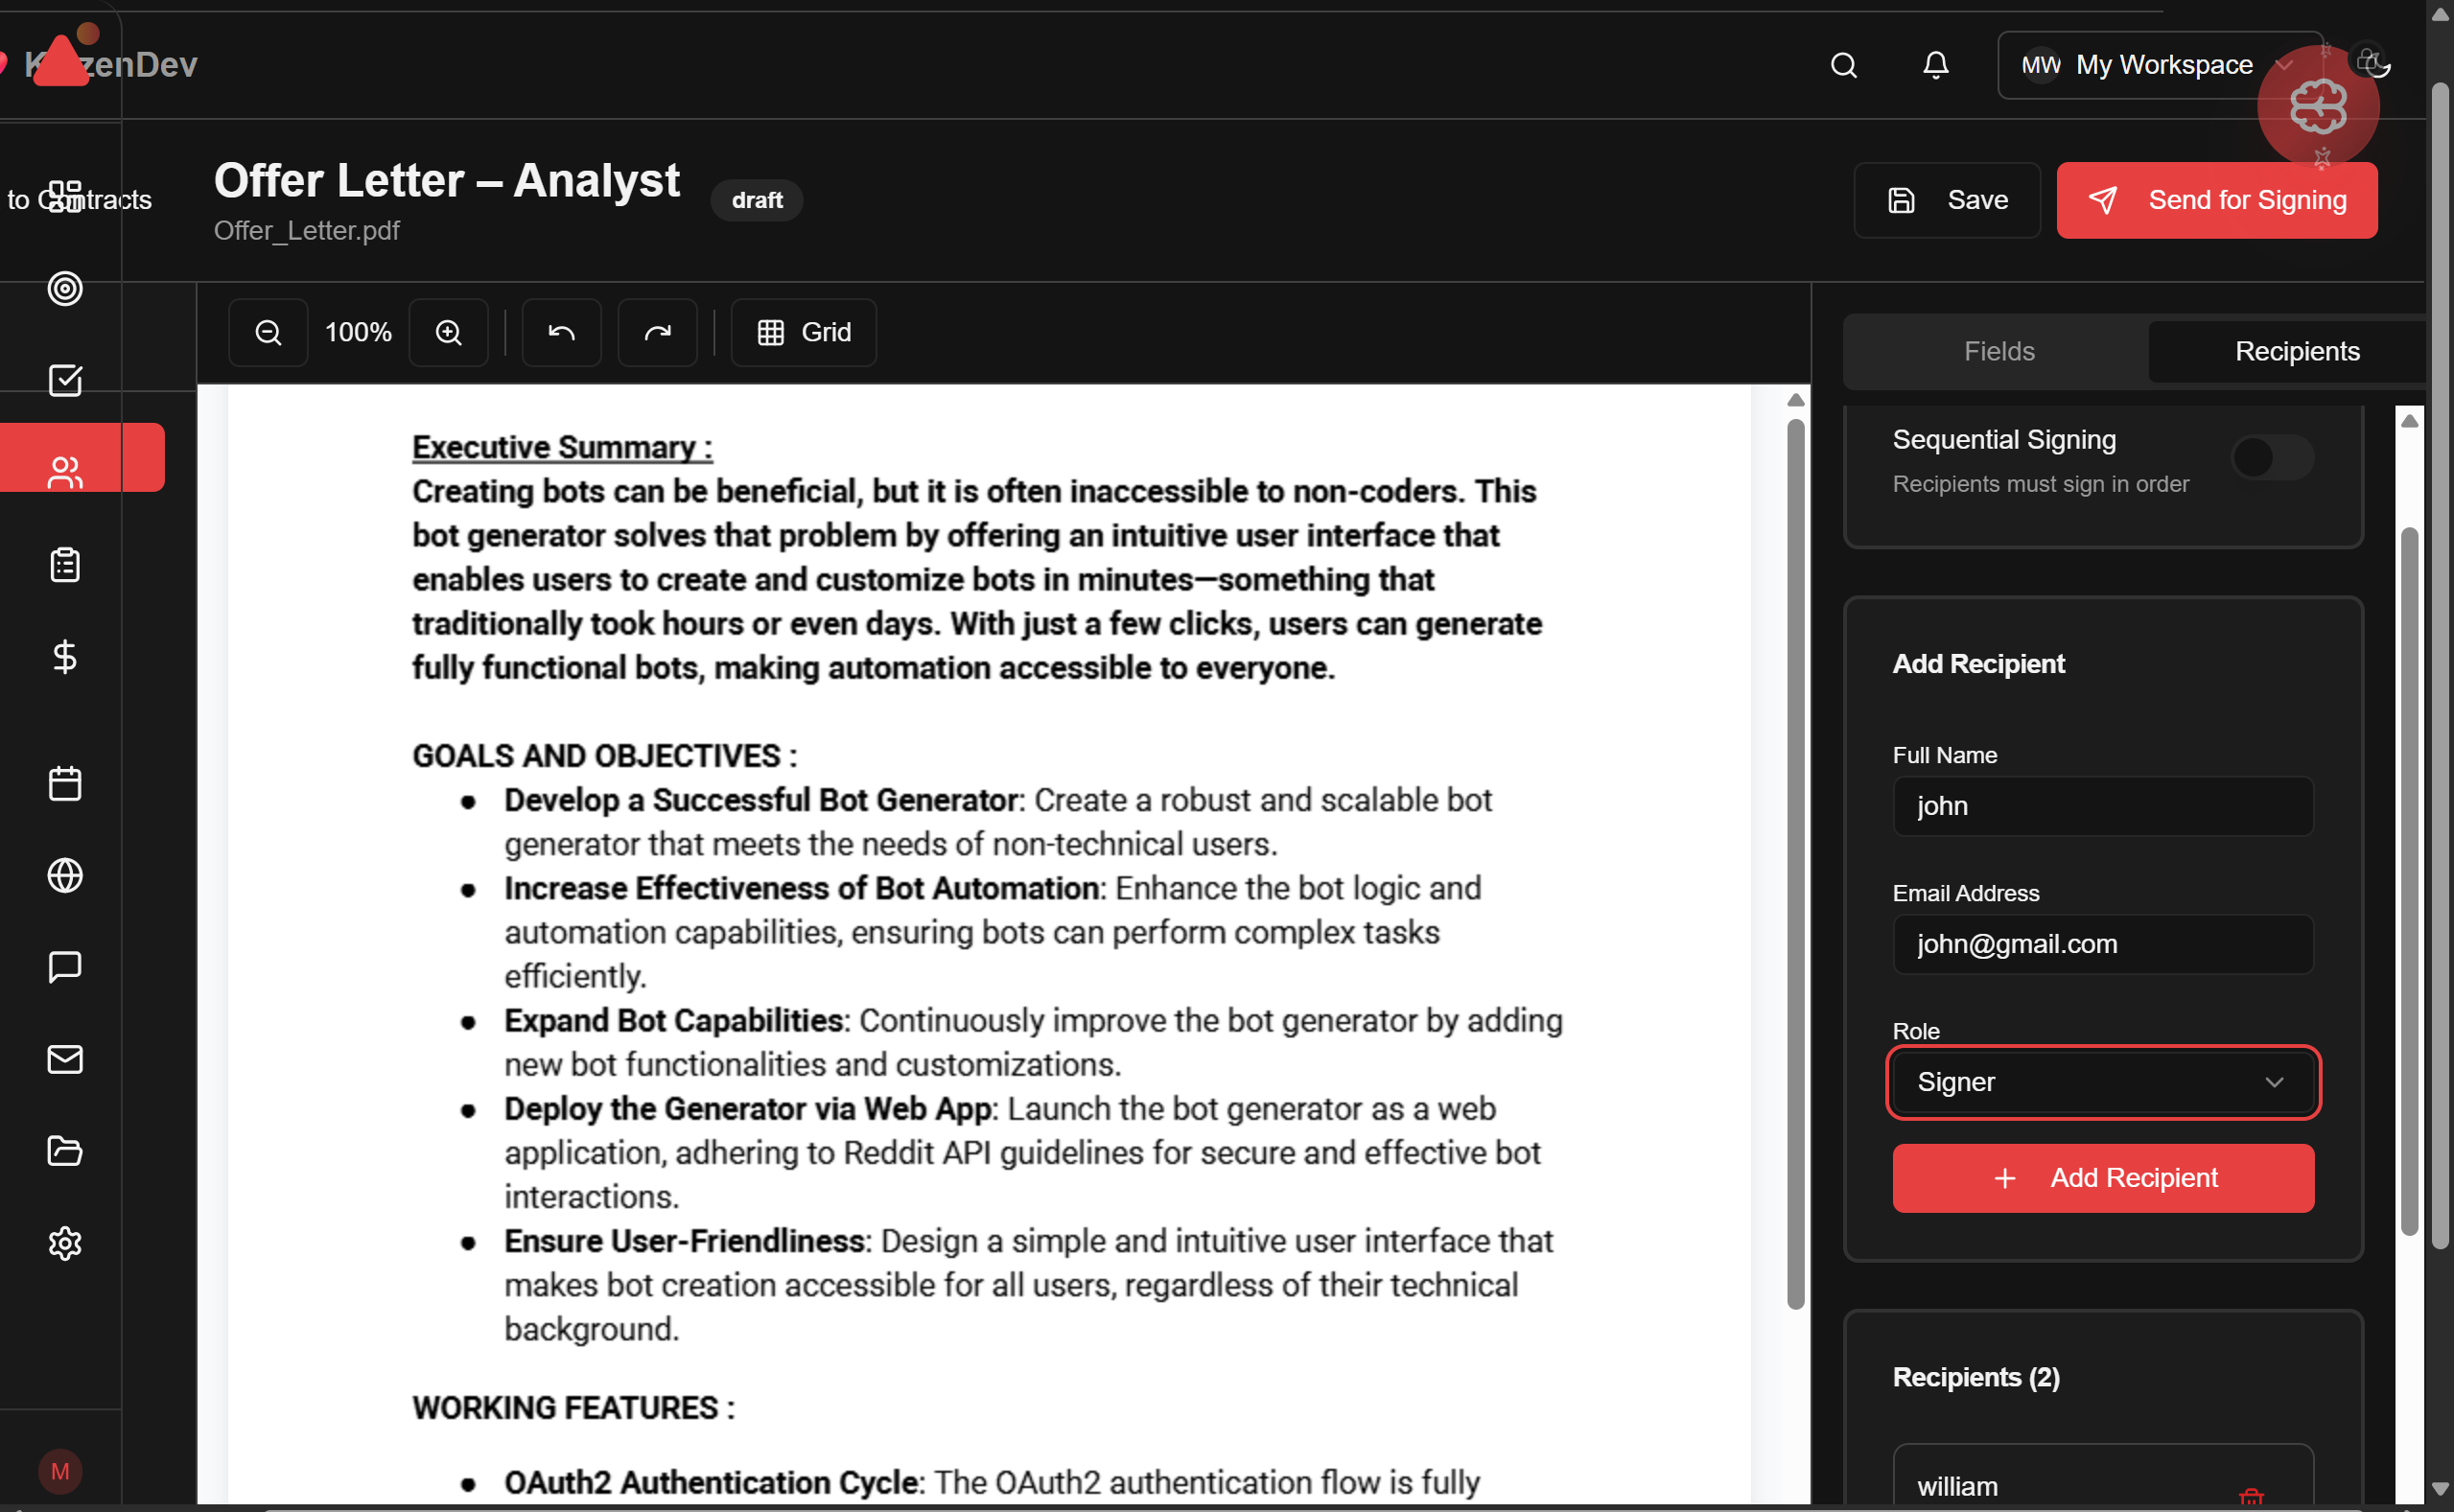 zenDev
MW My Workspace
to Contracts
Offer Letter – Analyst
draft
Offer_Letter.pdf
Save
Send for Signing
100%
Grid
Fields
Recipients
Executive Summary :
Creating bots can be beneficial, but it is often inaccessible to non-coders. This
bot generator solves that problem by offering an intuitive user interface that
enables users to create and customize bots in minutes—something that
traditionally took hours or even days. With just a few clicks, users can generate
fully functional bots, making automation accessible to everyone.
GOALS AND OBJECTIVES :
● Develop a Successful Bot Generator: Create a robust and scalable bot
generator that meets the needs of non-technical users.
● Increase Effectiveness of Bot Automation: Enhance the bot logic and
automation capabilities, ensuring bots can perform complex tasks
efficiently.
● Expand Bot Capabilities: Continuously improve the bot generator by adding
new bot functionalities and customizations.
● Deploy the Generator via Web App: Launch the bot generator as a web
application, adhering to Reddit API guidelines for secure and effective bot
interactions.
● Ensure User-Friendliness: Design a simple and intuitive user interface that
makes bot creation accessible for all users, regardless of their technical
background.
WORKING FEATURES :
● OAuth2 Authentication Cycle: The OAuth2 authentication flow is fully
Sequential Signing
Recipients must sign in order
Add Recipient
Full Name
john
Email Address
john@gmail.com
Role
Signer
+ Add Recipient
Recipients (2)
william
M